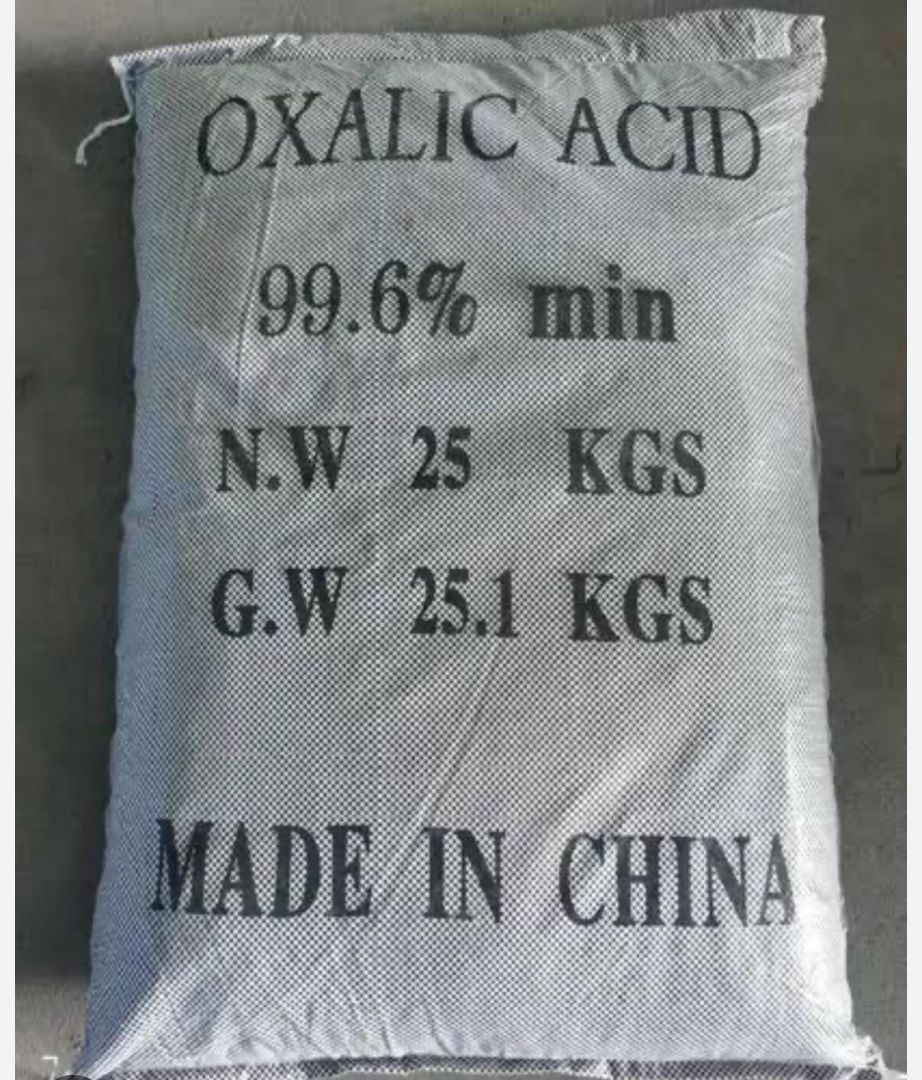 OXALIC ACID
99.6% min
N.W 25 KGS
G.W 25.1 KGS
MADE IN CHINA